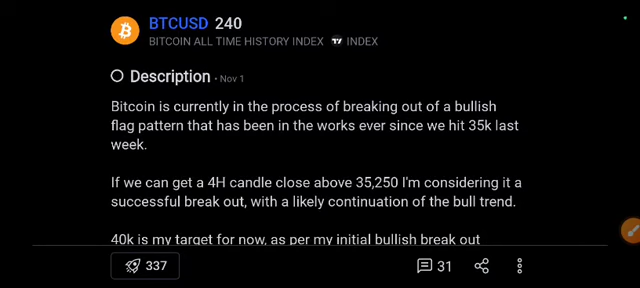 BTCUSD 240
BITCOIN ALL TIME HISTORY INDEX INDEX
Description • Nov 1
Bitcoin is currently in the process of breaking out of a bullish
flag pattern that has been in the works ever since we hit 35k last
week.
If we can get a 4H candle close above 35,250 I'm considering it a
successful break out, with a likely continuation of the bull trend.
40k is my target for now, as per my initial bullish break out
337
31